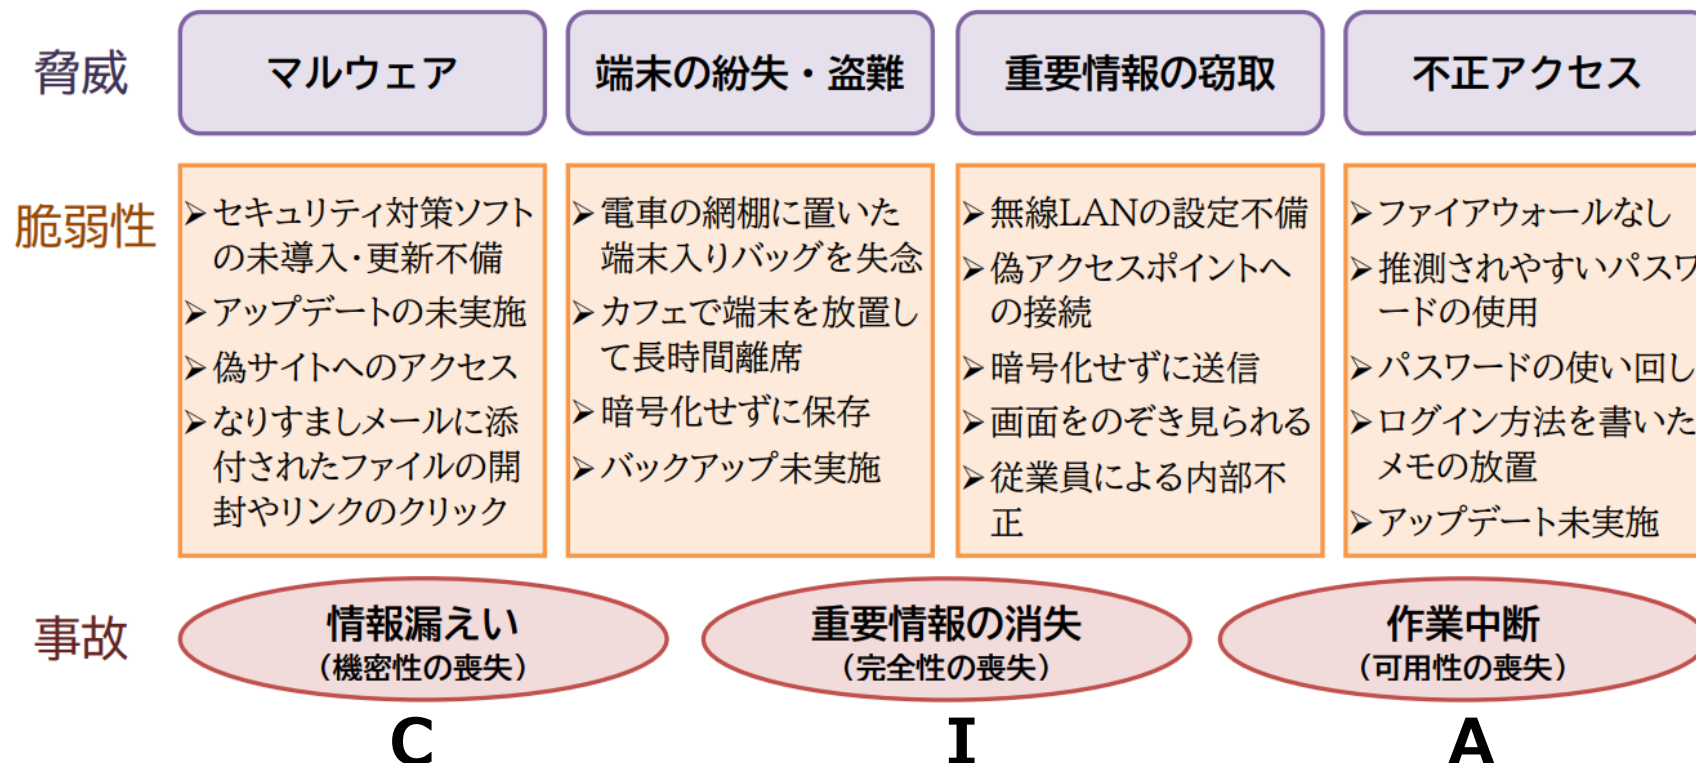 脅威
マルウェア
端末の紛失・盗難
重要情報の窃取
不正アクセス
脆弱性
➢セキュリティ対策ソフト
の未導入・更新不備
➢アップデートの未実施
➢偽サイトへのアクセス
➢なりすましメールに添
付されたファイルの開
封やリンクのクリック
➢電車の網棚に置いた
端末入りバッグを失念
➢カフェで端末を放置し
て長時間離席
➢暗号化せずに保存
➢バックアップ未実施
➢無線LANの設定不備
➢偽アクセスポイントへ
の接続
➢暗号化せずに送信
➢画面をのぞき見られる
➢従業員による内部不
正
➢ファイアウォールなし
➢推測されやすいパスワ
ードの使用
➢パスワードの使い回し
➢ログイン方法を書いた
メモの放置
➢アップデート未実施
事故
情報漏えい
（機密性の喪失）
重要情報の消失
（完全性の喪失）
作業中断
（可用性の喪失）
C
I
A